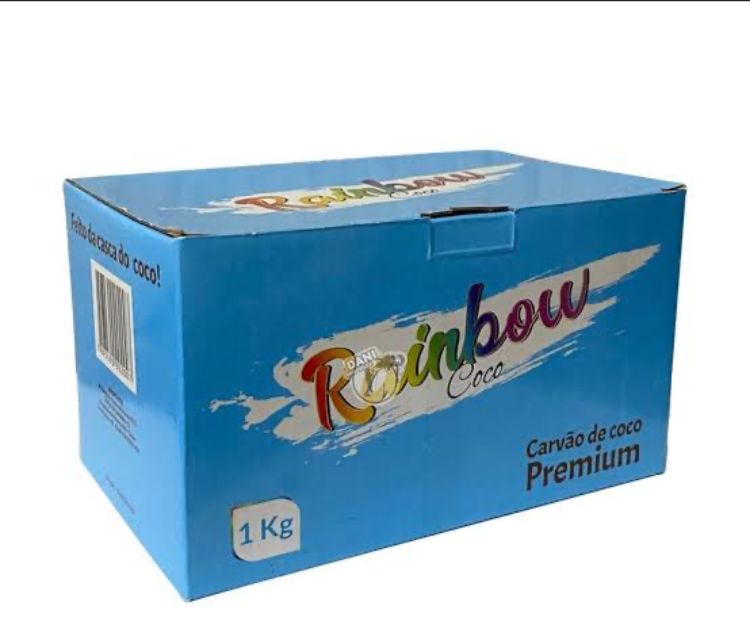 Rainbow
Coco
Feito da casca do coco!
Rainbow
Coco
DANI
Carvão de coco
Premium
1 Kg